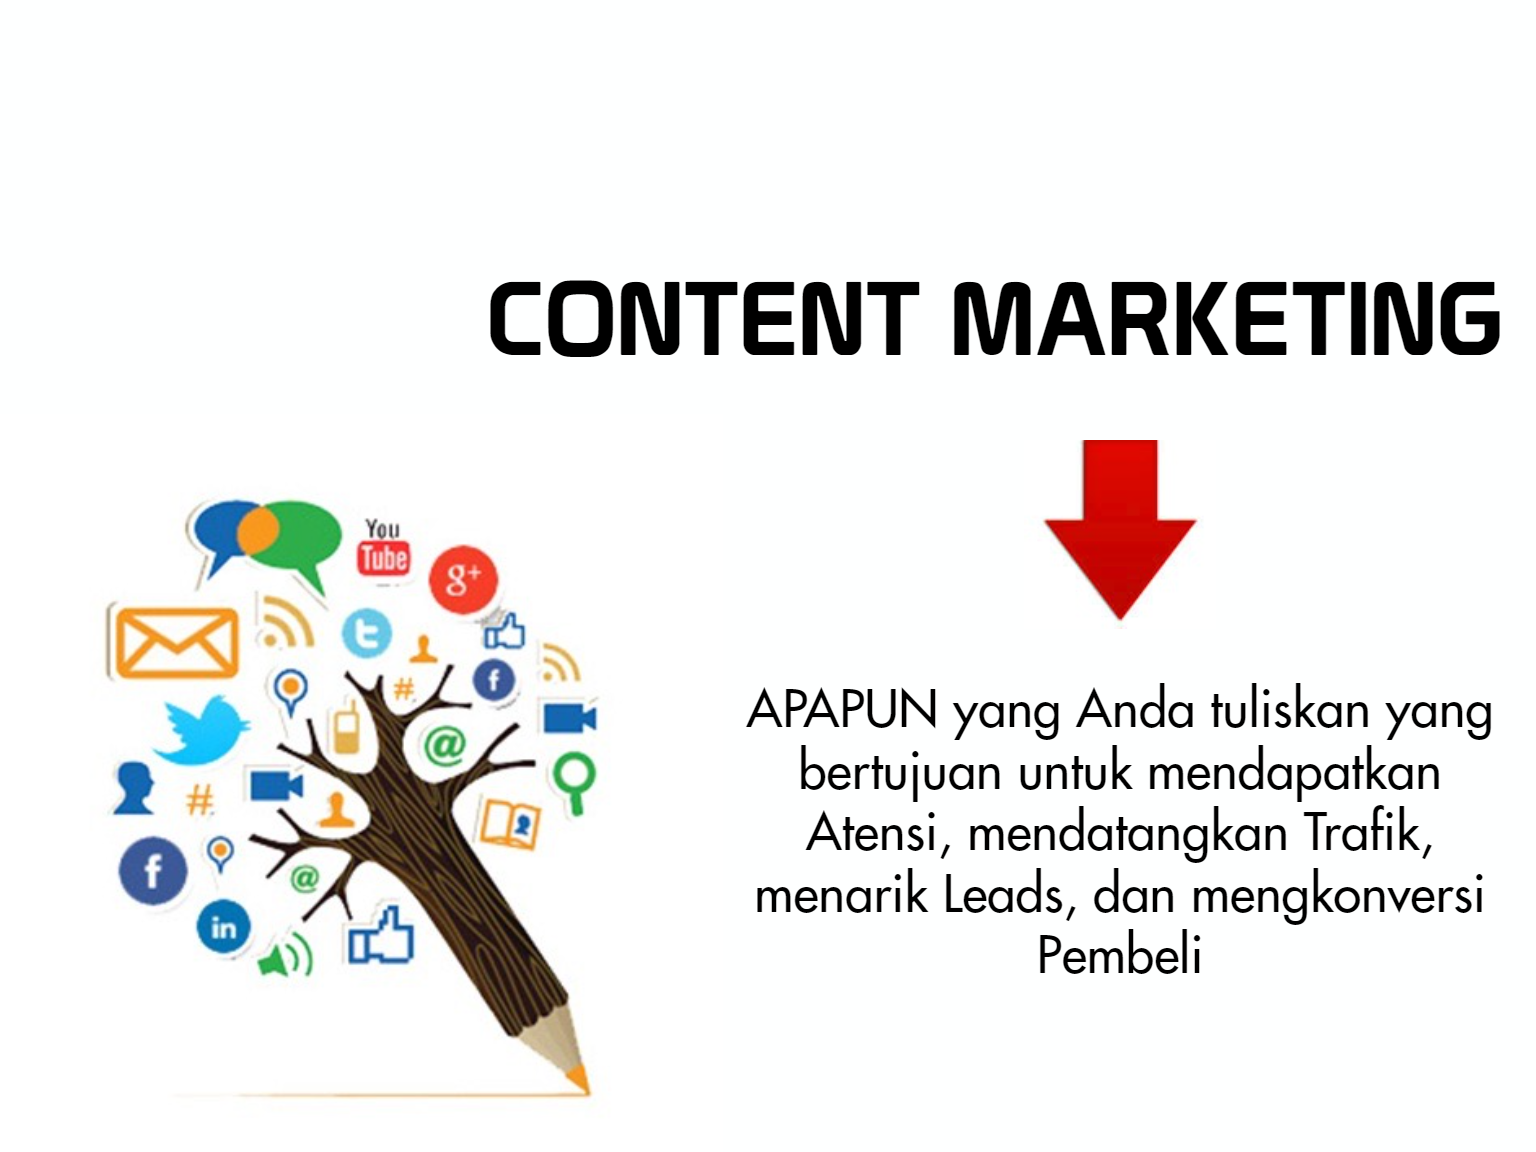 CONTENT MARKETING
You
Tube
g+
t
f
#
@
#
f
@
in
APAPUN yang Anda tuliskan yang
bertujuan untuk mendapatkan
Atensi, mendatangkan Trafik,
menarik Leads, dan mengkonversi
Pembeli